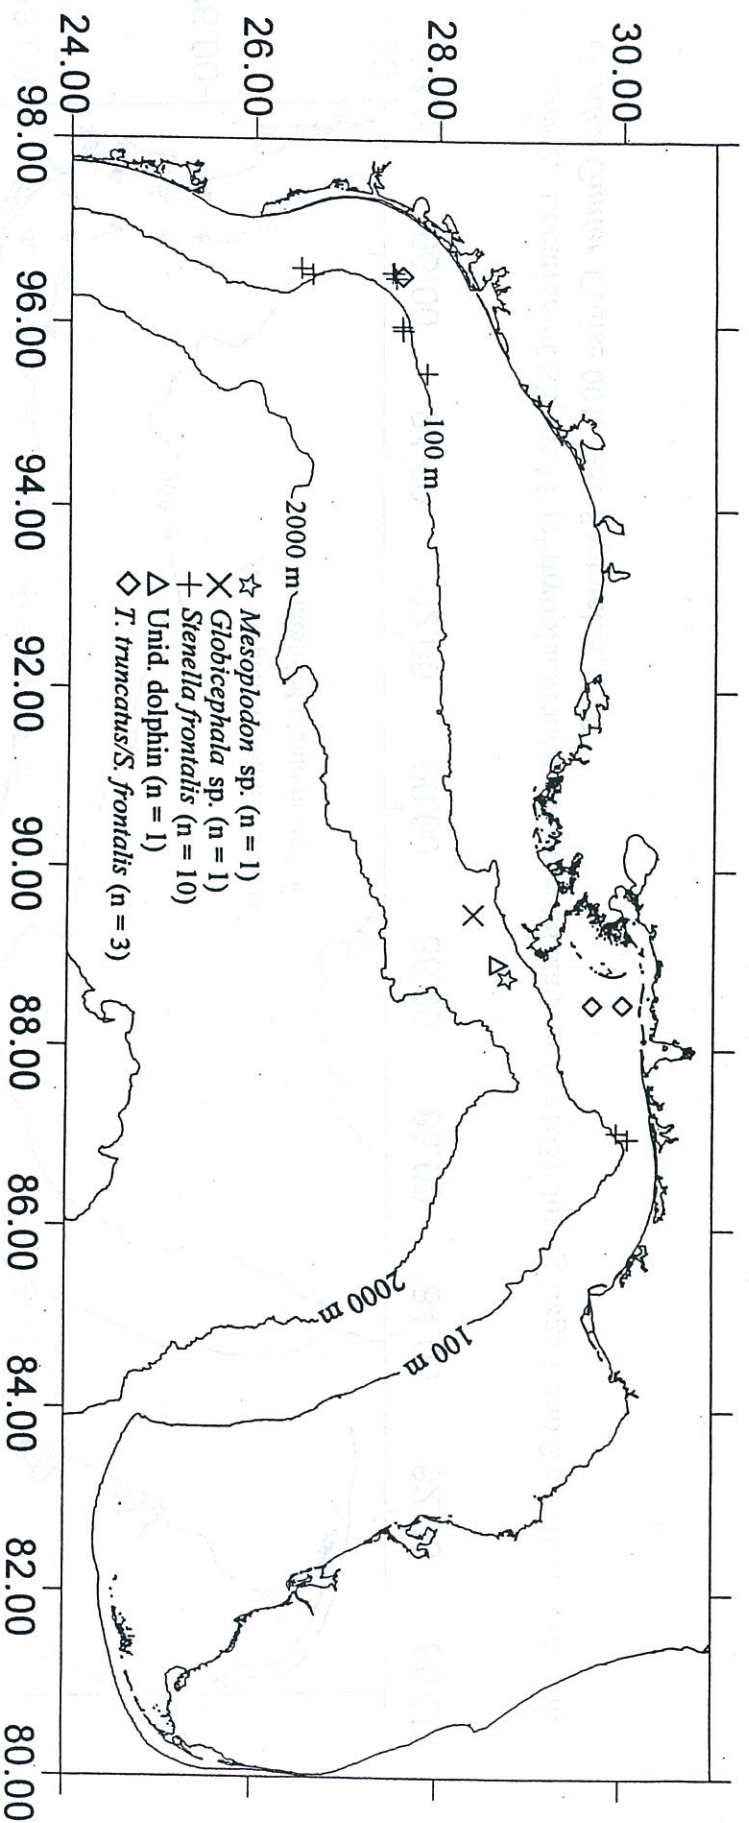 30.00
28.00
26.00
24.00
98.00
96.00
94.00
92.00
90.00
88.00
86.00
84.00
82.00
80.00
100 m
2000 m
2000 m
100 m
Mesoplodon sp. (n = 1)
Globicephala sp. (n = 1)
Stenella frontalis (n = 10)
Unid. dolphin (n = 1)
T. truncatus/S. frontalis (n = 3)